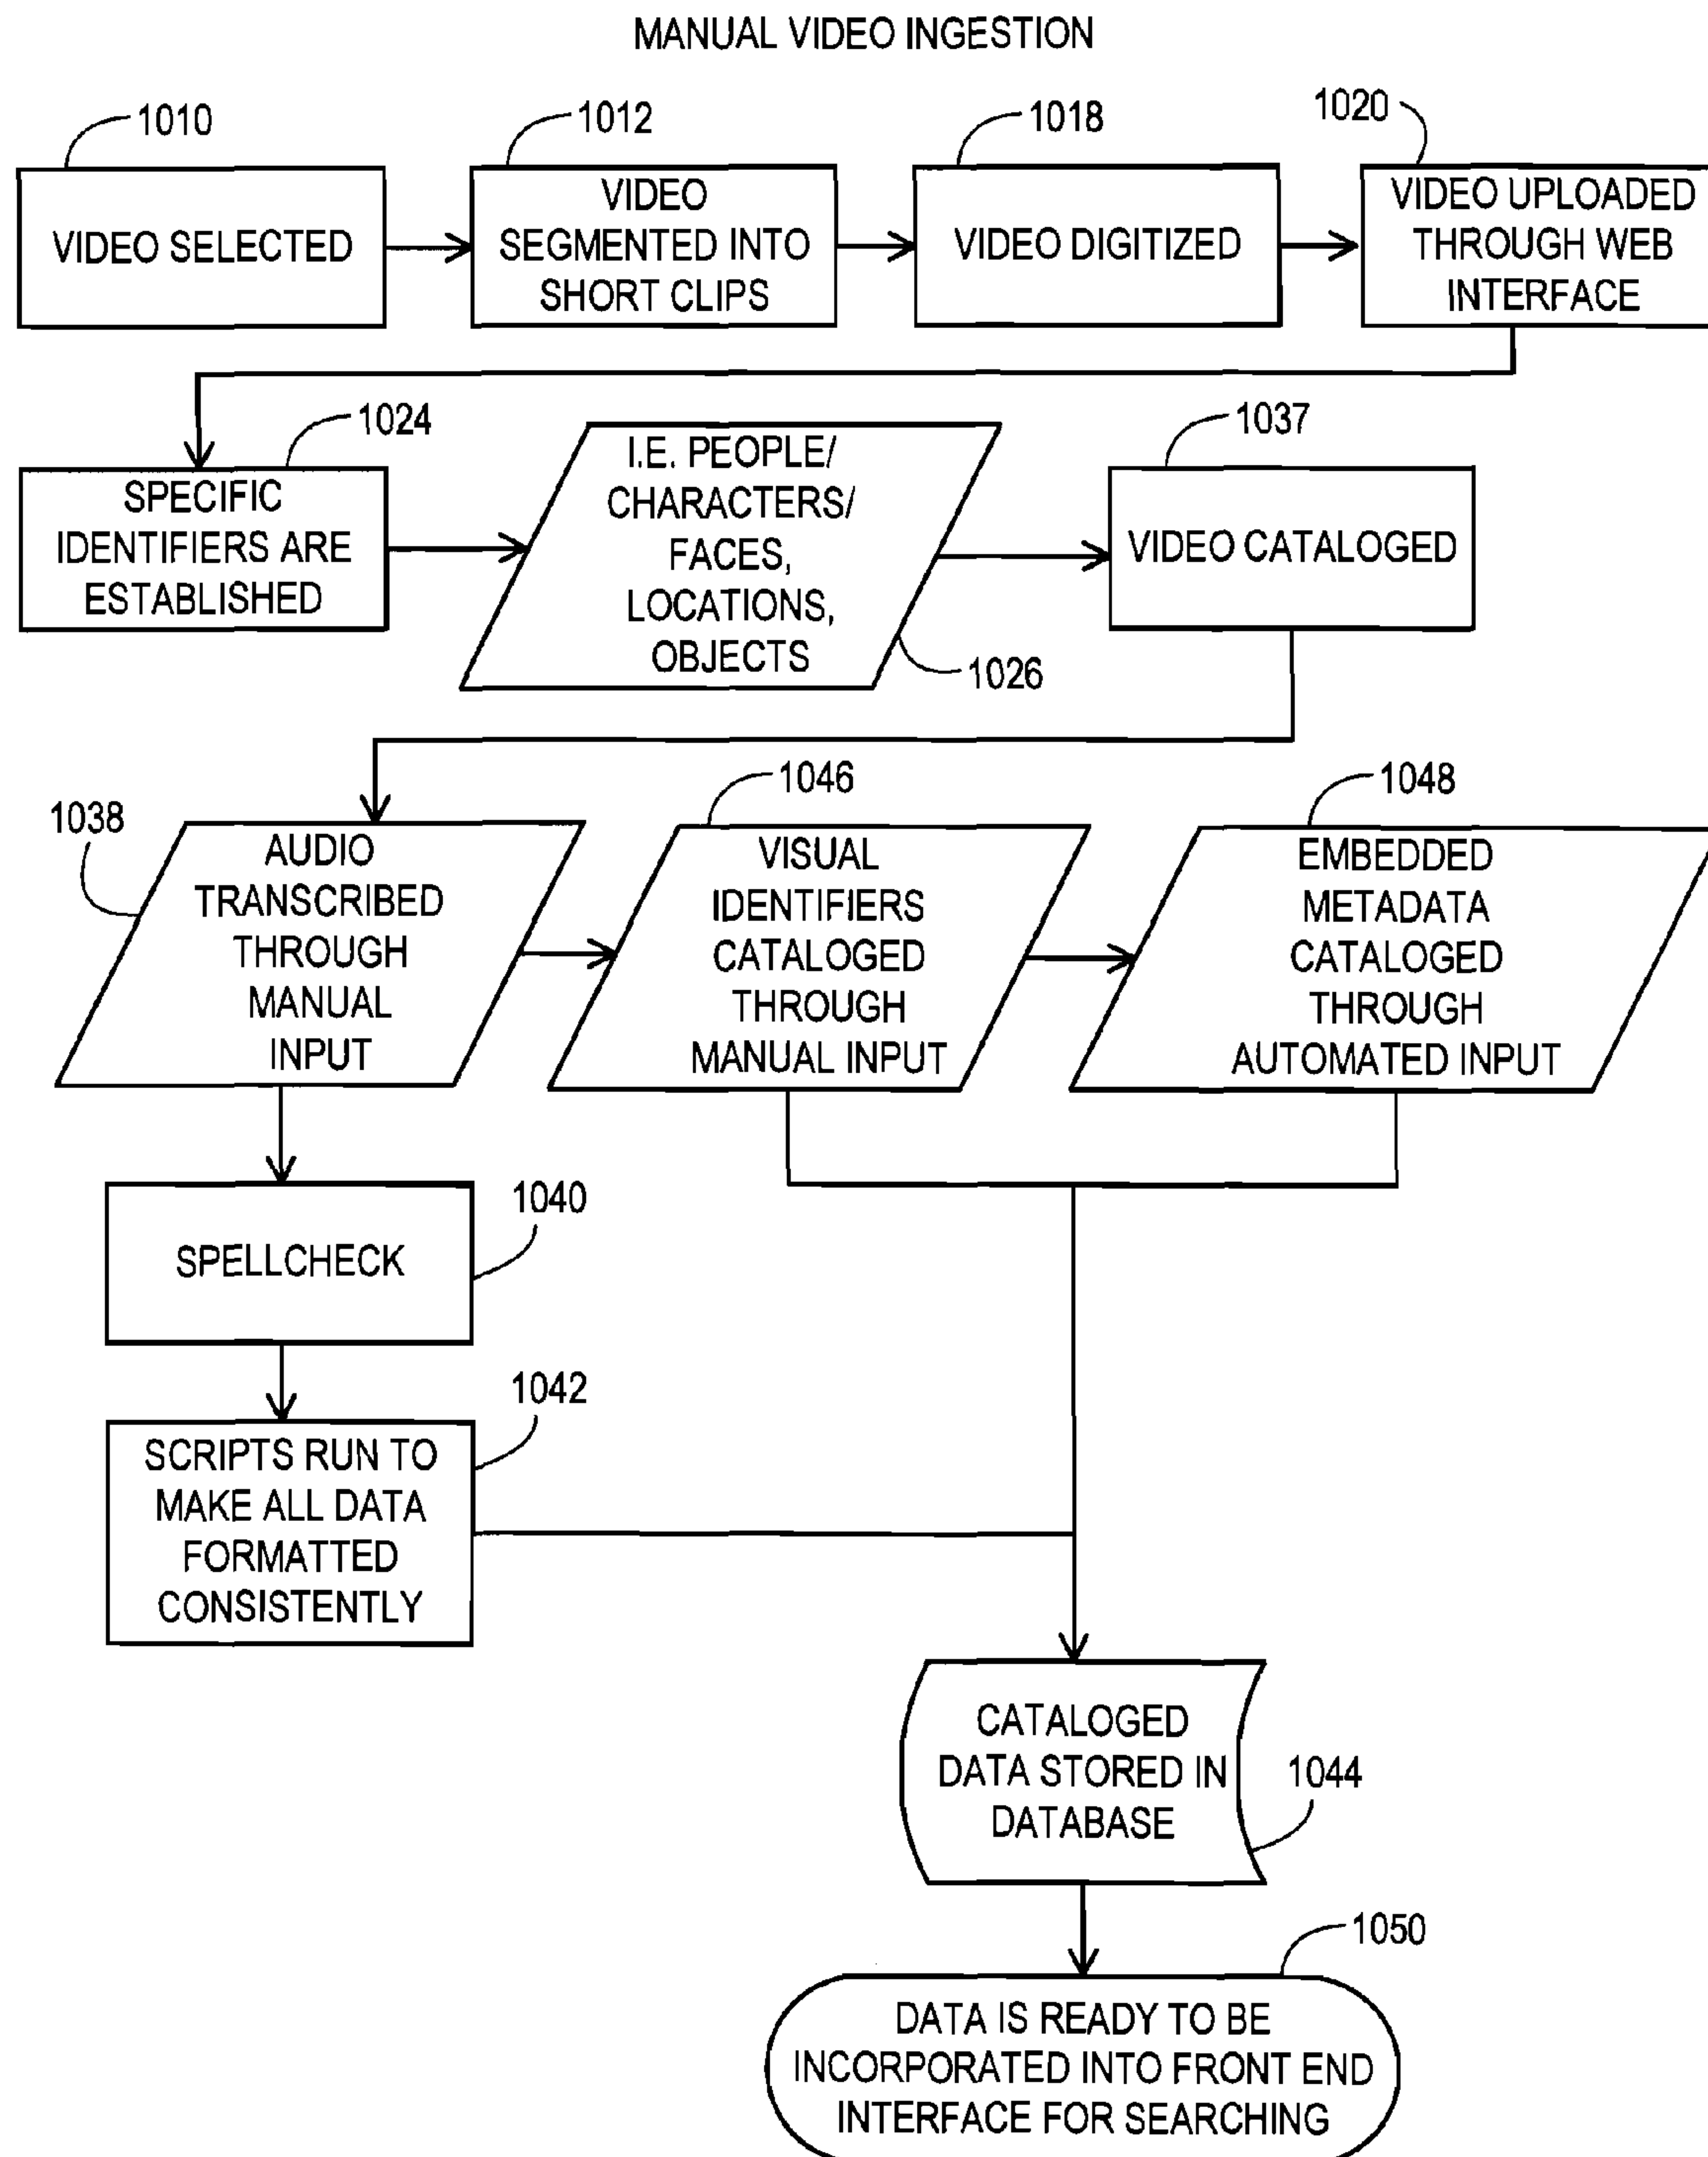 MANUAL VIDEO INGESTION
1010
VIDEO SELECTED
1012
VIDEO
SEGMENTED INTO
SHORT CLIPS
1018
VIDEO DIGITIZED
1020
VIDEO UPLOADED
THROUGH WEB
INTERFACE
1024
SPECIFIC
IDENTIFIERS ARE
ESTABLISHED
I.E. PEOPLE/
CHARACTERS/
FACES,
LOCATIONS,
OBJECTS
1026
1037
VIDEO CATALOGED
1038
AUDIO
TRANSCRIBED
THROUGH
MANUAL
INPUT
1046
VISUAL
IDENTIFIERS
CATALOGED
THROUGH
MANUAL INPUT
1048
EMBEDDED
METADATA
CATALOGED
THROUGH
AUTOMATED INPUT
1040
SPELLCHECK
1042
SCRIPTS RUN TO
MAKE ALL DATA
FORMATTED
CONSISTENTLY
CATALOGED
DATA STORED IN
DATABASE
1044
1050
DATA IS READY TO BE
INCORPORATED INTO FRONT END
INTERFACE FOR SEARCHING